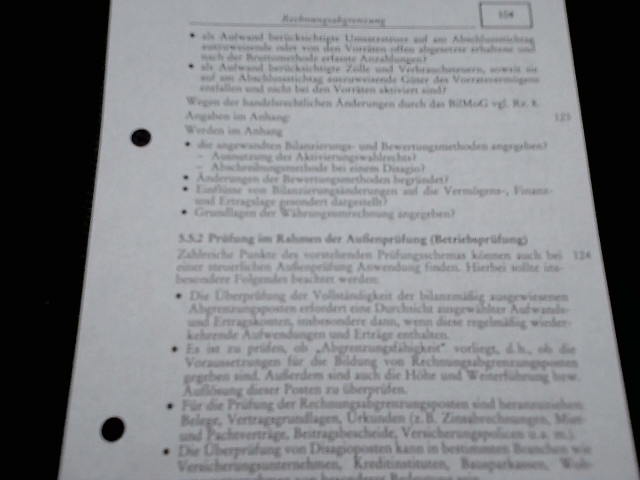 Rechnungsabgrenzung
• als Aufwand berücksichtigte Umsatzsteuer auf am Abschlussstichtag
auszuweisende oder von den Vorräten offen abgesetzte erhaltene und
nach der Bruttomethode erfasste Anzahlungen?
• als Aufwand berücksichtigte Zölle und Verbrauchsteuern, soweit sie
auf am Abschlussstichtag auszuweisende Güter des Vorratsvermögens
entfallen und nicht bei den Vorräten aktiviert sind?
Wegen der handelsrechtlichen Änderungen durch das BilMoG vgl. Rz. 8.
Angaben im Anhang: 123
Werden im Anhang
• die angewandten Bilanzierungs- und Bewertungsmethoden angegeben?
– Ausnutzung des Aktivierungswahlrechts?
– Abschreibungsmethode bei einem Disagio?
• Änderungen der Bewertungsmethoden begründet?
• Einflüsse von Bilanzierungsänderungen auf die Vermögens-, Finanz-
und Ertragslage gesondert dargestellt?
• Grundlagen der Währungsumrechnung angegeben?
5.5.2 Prüfung im Rahmen der Außenprüfung (Betriebsprüfung)
Zahlreiche Punkte des vorstehenden Prüfungsschemas können auch bei 124
einer steuerlichen Außenprüfung Anwendung finden. Hierbei sollte ins-
besondere Folgendes beachtet werden:
• Die Überprüfung der Vollständigkeit der bilanzmäßig ausgewiesenen
Abgrenzungsposten erfordert eine Durchsicht ausgewählter Aufwands-
und Ertragskonten, insbesondere dann, wenn diese regelmäßig wieder-
kehrende Aufwendungen und Erträge enthalten.
• Es ist zu prüfen, ob „Abgrenzungsfähigkeit" vorliegt, d.h., ob die
Voraussetzungen für die Bildung von Rechnungsabgrenzungsposten
gegeben sind. Außerdem sind auch die Höhe und Weiterführung bzw.
Auflösung dieser Posten zu überprüfen.
• Für die Prüfung der Rechnungsabgrenzungsposten sind heranzuziehen:
Belege, Vertragsgrundlagen, Urkunden (z.B. Zinsabrechnungen, Miet-
und Pachtverträge, Beitragsbescheide, Versicherungspolicen u.a. m.).
• Die Überprüfung von Disagioposten kann in bestimmten Branchen wie
Versicherungsunternehmen, Kreditinstituten, Bausparkassen, Woh-